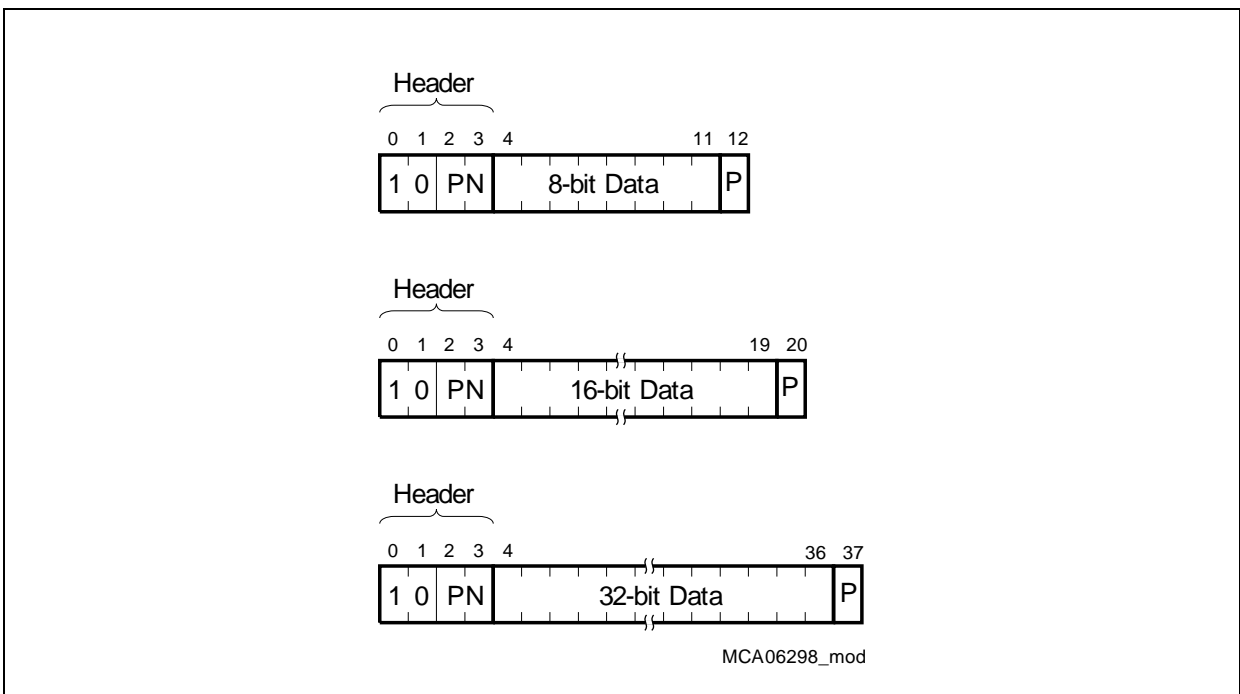 Header
0 1 2 3 4 11 12
1 0 PN 8-bit Data P
Header
0 1 2 3 4 19 20
1 0 PN 16-bit Data P
Header
0 1 2 3 4 36 37
1 0 PN 32-bit Data P
MCA06298_mod